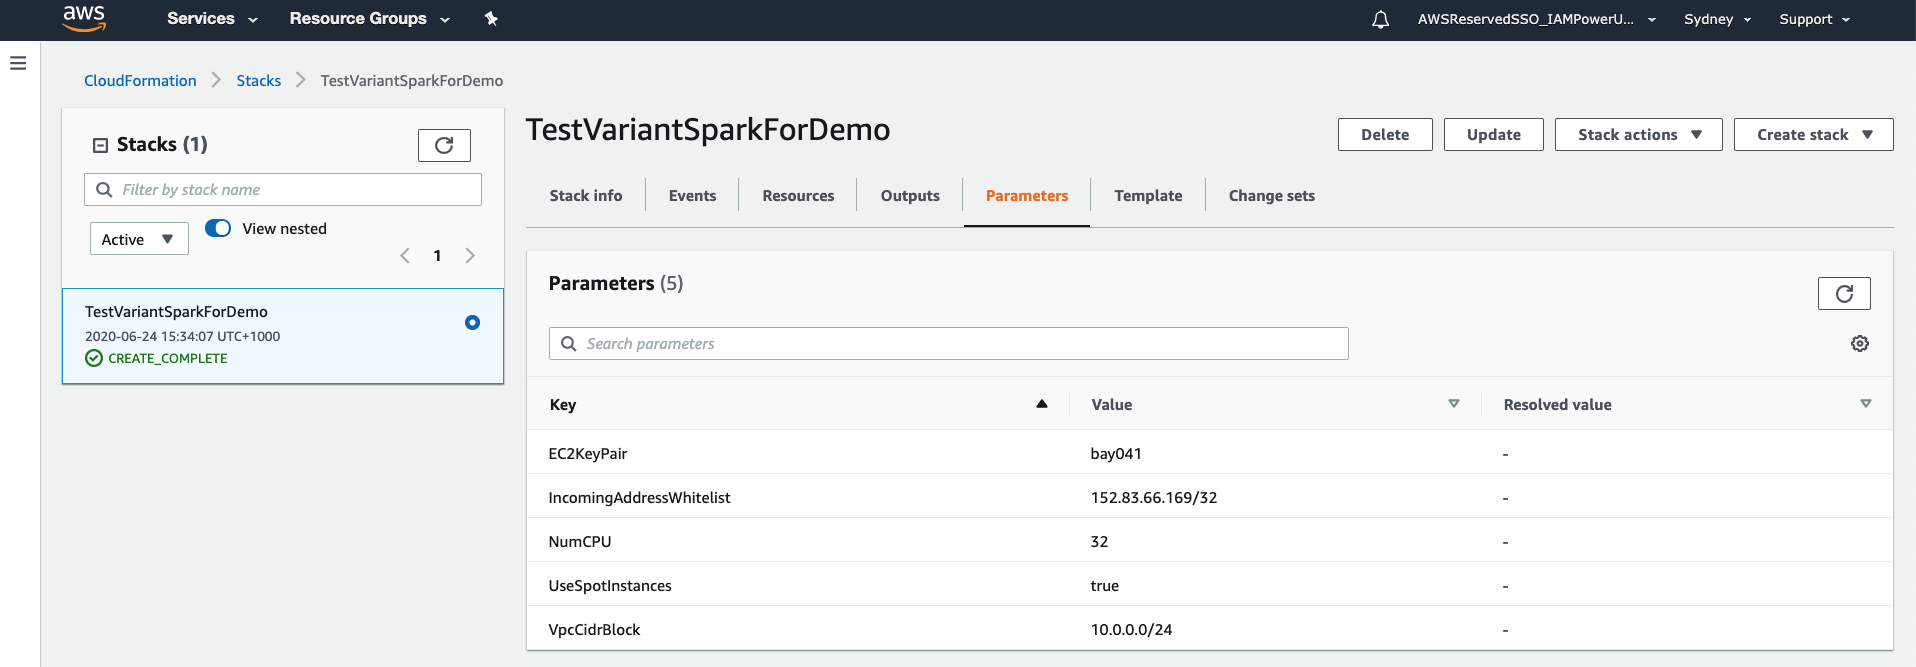 aws Services Resource Groups AWSReservedSSO_IAMPowerU... Sydney Support
CloudFormation Stacks TestVariantSparkForDemo
Stacks (1)
Filter by stack name
Active View nested
1
TestVariantSparkForDemo
2020-06-24 15:34:07 UTC+1000
CREATE_COMPLETE
TestVariantSparkForDemo Delete Update Stack actions Create stack
Stack info Events Resources Outputs Parameters Template Change sets
Parameters (5)
Search parameters
Key Value Resolved value
EC2KeyPair bay041 -
IncomingAddressWhitelist 152.83.66.169/32 -
NumCPU 32 -
UseSpotInstances true -
VpcCidrBlock 10.0.0.0/24 -